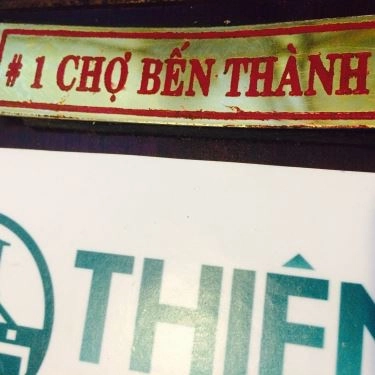 # 1 CHỢ BẾN THÀNH
THIÊN